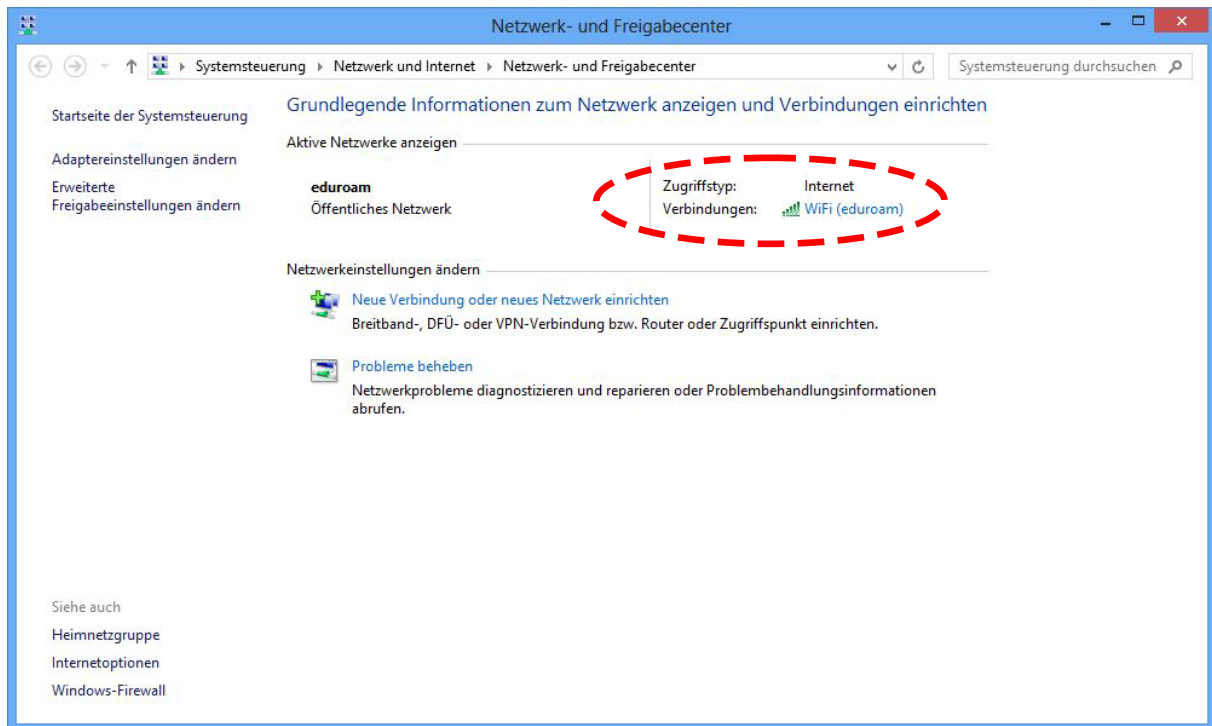 Netzwerk- und Freigabecenter
Systemsteuerung Netzwerk und Internet Netzwerk- und Freigabecenter
Systemsteuerung durchsuchen
Startseite der Systemsteuerung
Adaptereinstellungen ändern
Erweiterte
Freigabeeinstellungen ändern
Grundlegende Informationen zum Netzwerk anzeigen und Verbindungen einrichten
Aktive Netzwerke anzeigen
eduroam
Öffentliches Netzwerk
Zugriffstyp: Internet
Verbindungen: WiFi (eduroam)
Netzwerkeinstellungen ändern
Neue Verbindung oder neues Netzwerk einrichten
Breitband-, DFÜ- oder VPN-Verbindung bzw. Router oder Zugriffspunkt einrichten.
Probleme beheben
Netzwerkprobleme diagnostizieren und reparieren oder Problembehandlungsinformationen
abrufen.
Siehe auch
Heimnetzgruppe
Internetoptionen
Windows-Firewall